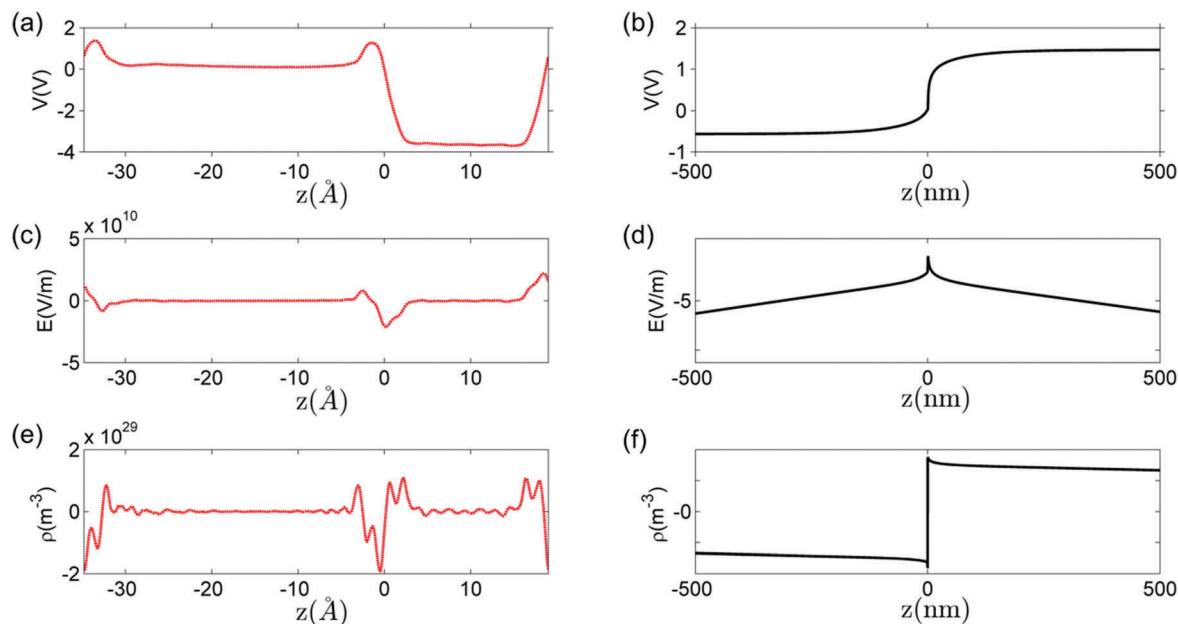 (a)
2
0
-2
-4
V(V)
-30 -20 -10 0 10
z(Å)
(b)
2
1
0
-1
V(V)
-500 0 500
z(nm)
(c)
x 10^10
5
0
-5
E(V/m)
-30 -20 -10 0 10
z(Å)
(d)
-5
E(V/m)
-500 0 500
z(nm)
(e)
x 10^29
2
0
-2
ρ(m^-3)
-30 -20 -10 0 10
z(Å)
(f)
-0
ρ(m^-3)
-500 0 500
z(nm)